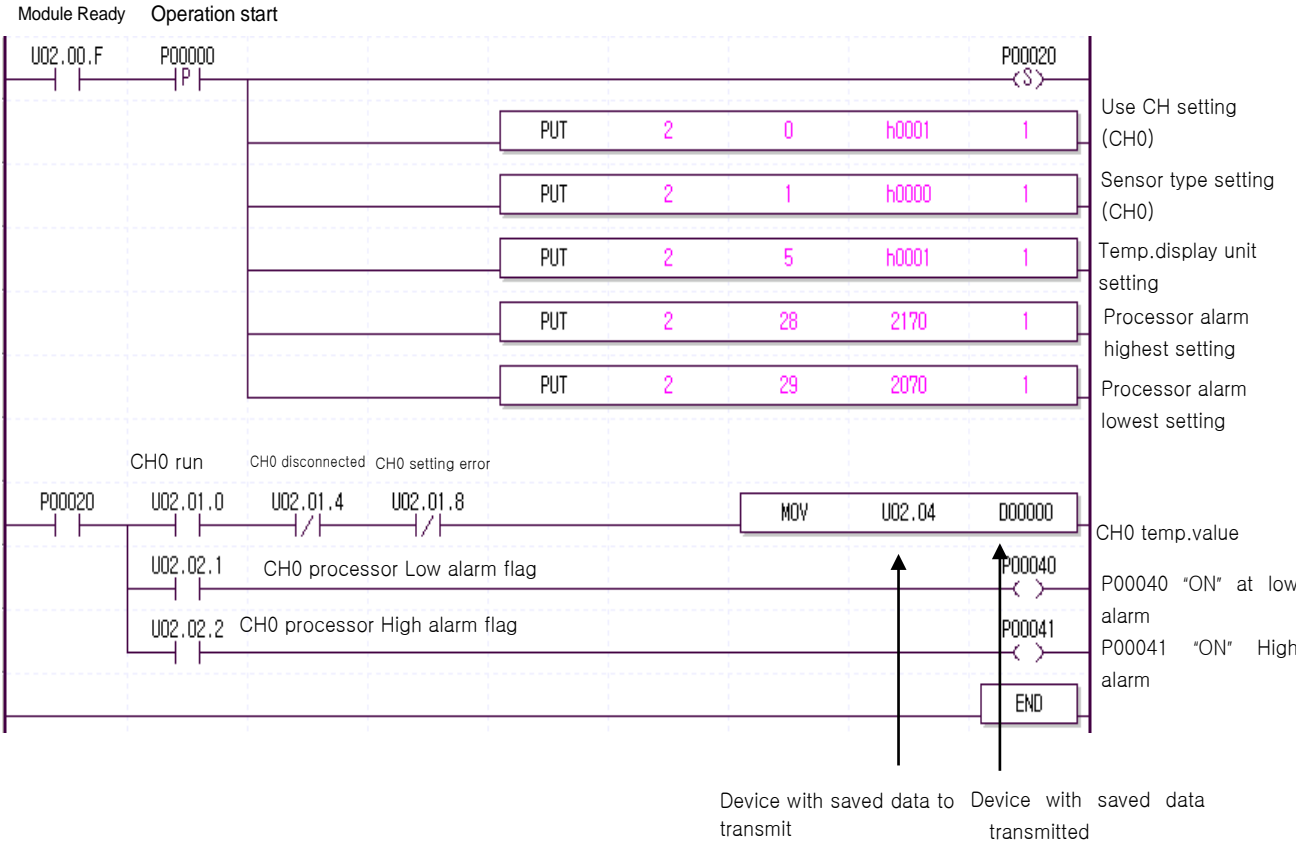 Module Ready Operation start
U02.00.F P00000 P00020
P S
Use CH setting
PUT 2 0 h0001 1
(CH0)
Sensor type setting
PUT 2 1 h0000 1
(CH0)
Temp.display unit
PUT 2 5 h0001 1
setting
Processor alarm
PUT 2 28 2170 1
highest setting
PUT 2 29 2070 1
Processor alarm
lowest setting
CH0 run CH0 disconnected CH0 setting error
P00020 U02.01.0 U02.01.4 U02.01.8
MOV U02.04 D00000
CH0 temp.value
U02.02.1 CH0 processor Low alarm flag P00040
P00040 “ON” at low
alarm
U02.02.2 CH0 processor High alarm flag P00041
P00041 “ON” High
alarm
END
Device with saved data to
transmit
Device with saved data
transmitted